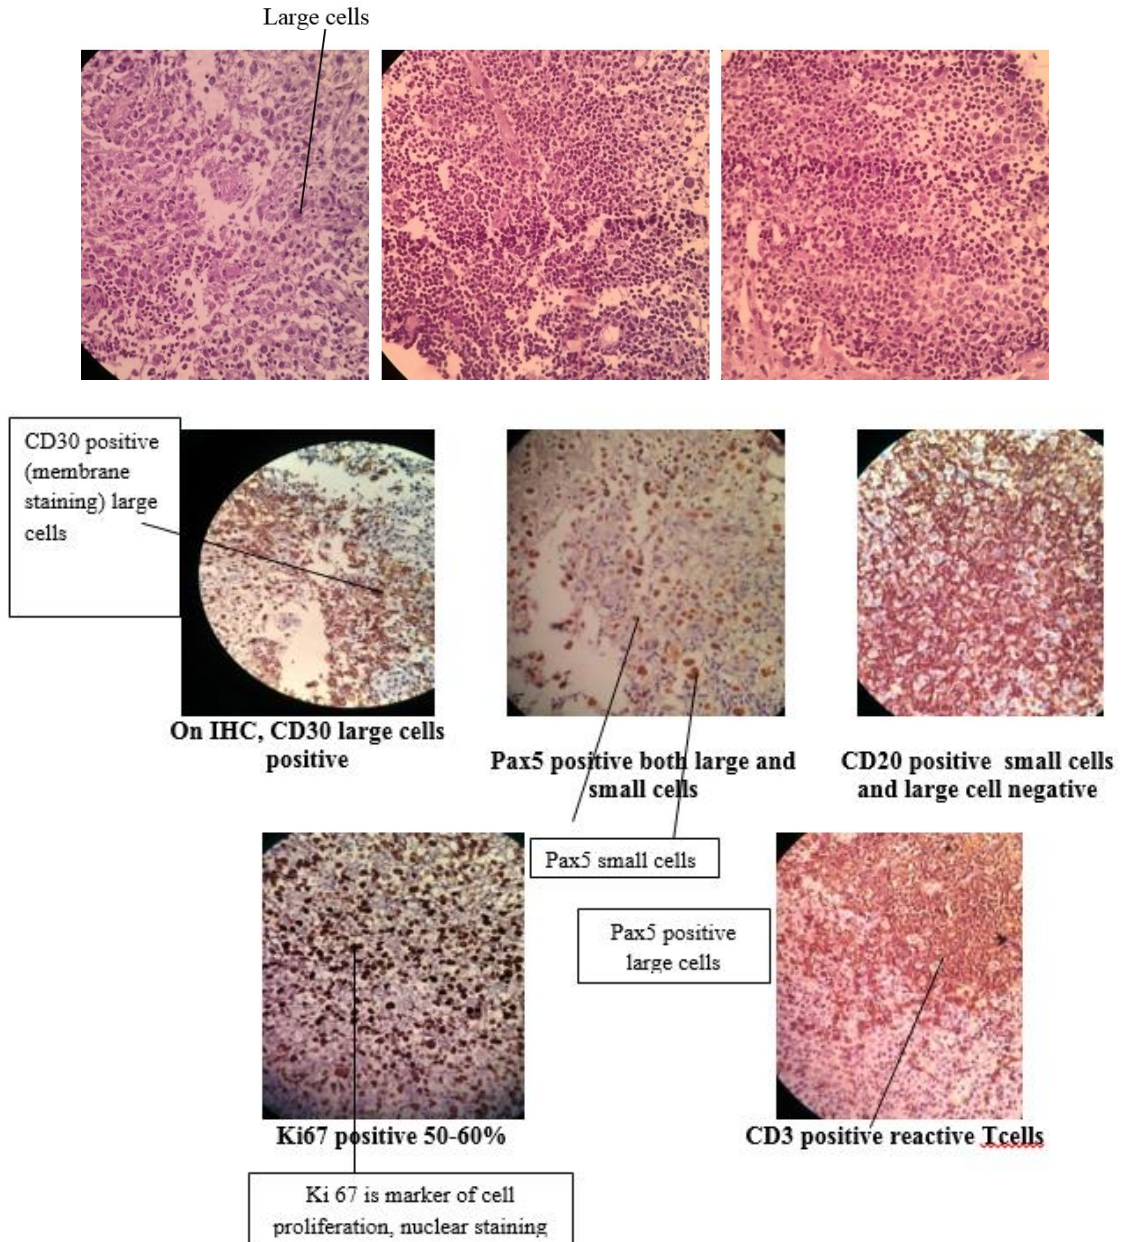 Large cells
CD30 positive
(membrane
staining) large
cells
On IHC, CD30 large cells
positive
Pax5 positive both large and
small cells
CD20 positive small cells
and large cell negative
Pax5 small cells
Pax5 positive
large cells
Ki67 positive 50-60%
CD3 positive reactive Tcells
Ki 67 is marker of cell
proliferation, nuclear staining